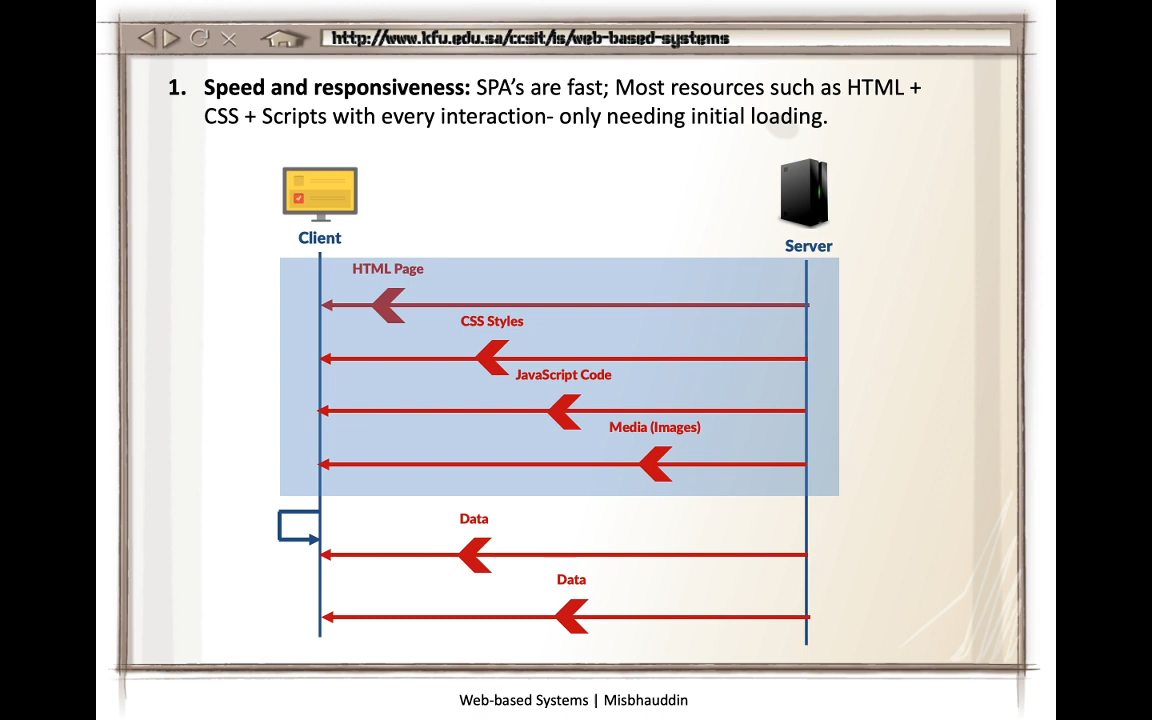 http://www.kfu.edu.sa/ccsit/is/web-based-systems
1. Speed and responsiveness: SPA’s are fast; Most resources such as HTML +
CSS + Scripts with every interaction- only needing initial loading.
Client
Server
HTML Page
CSS Styles
JavaScript Code
Media (Images)
Data
Data
Web-based Systems | Misbhauddin